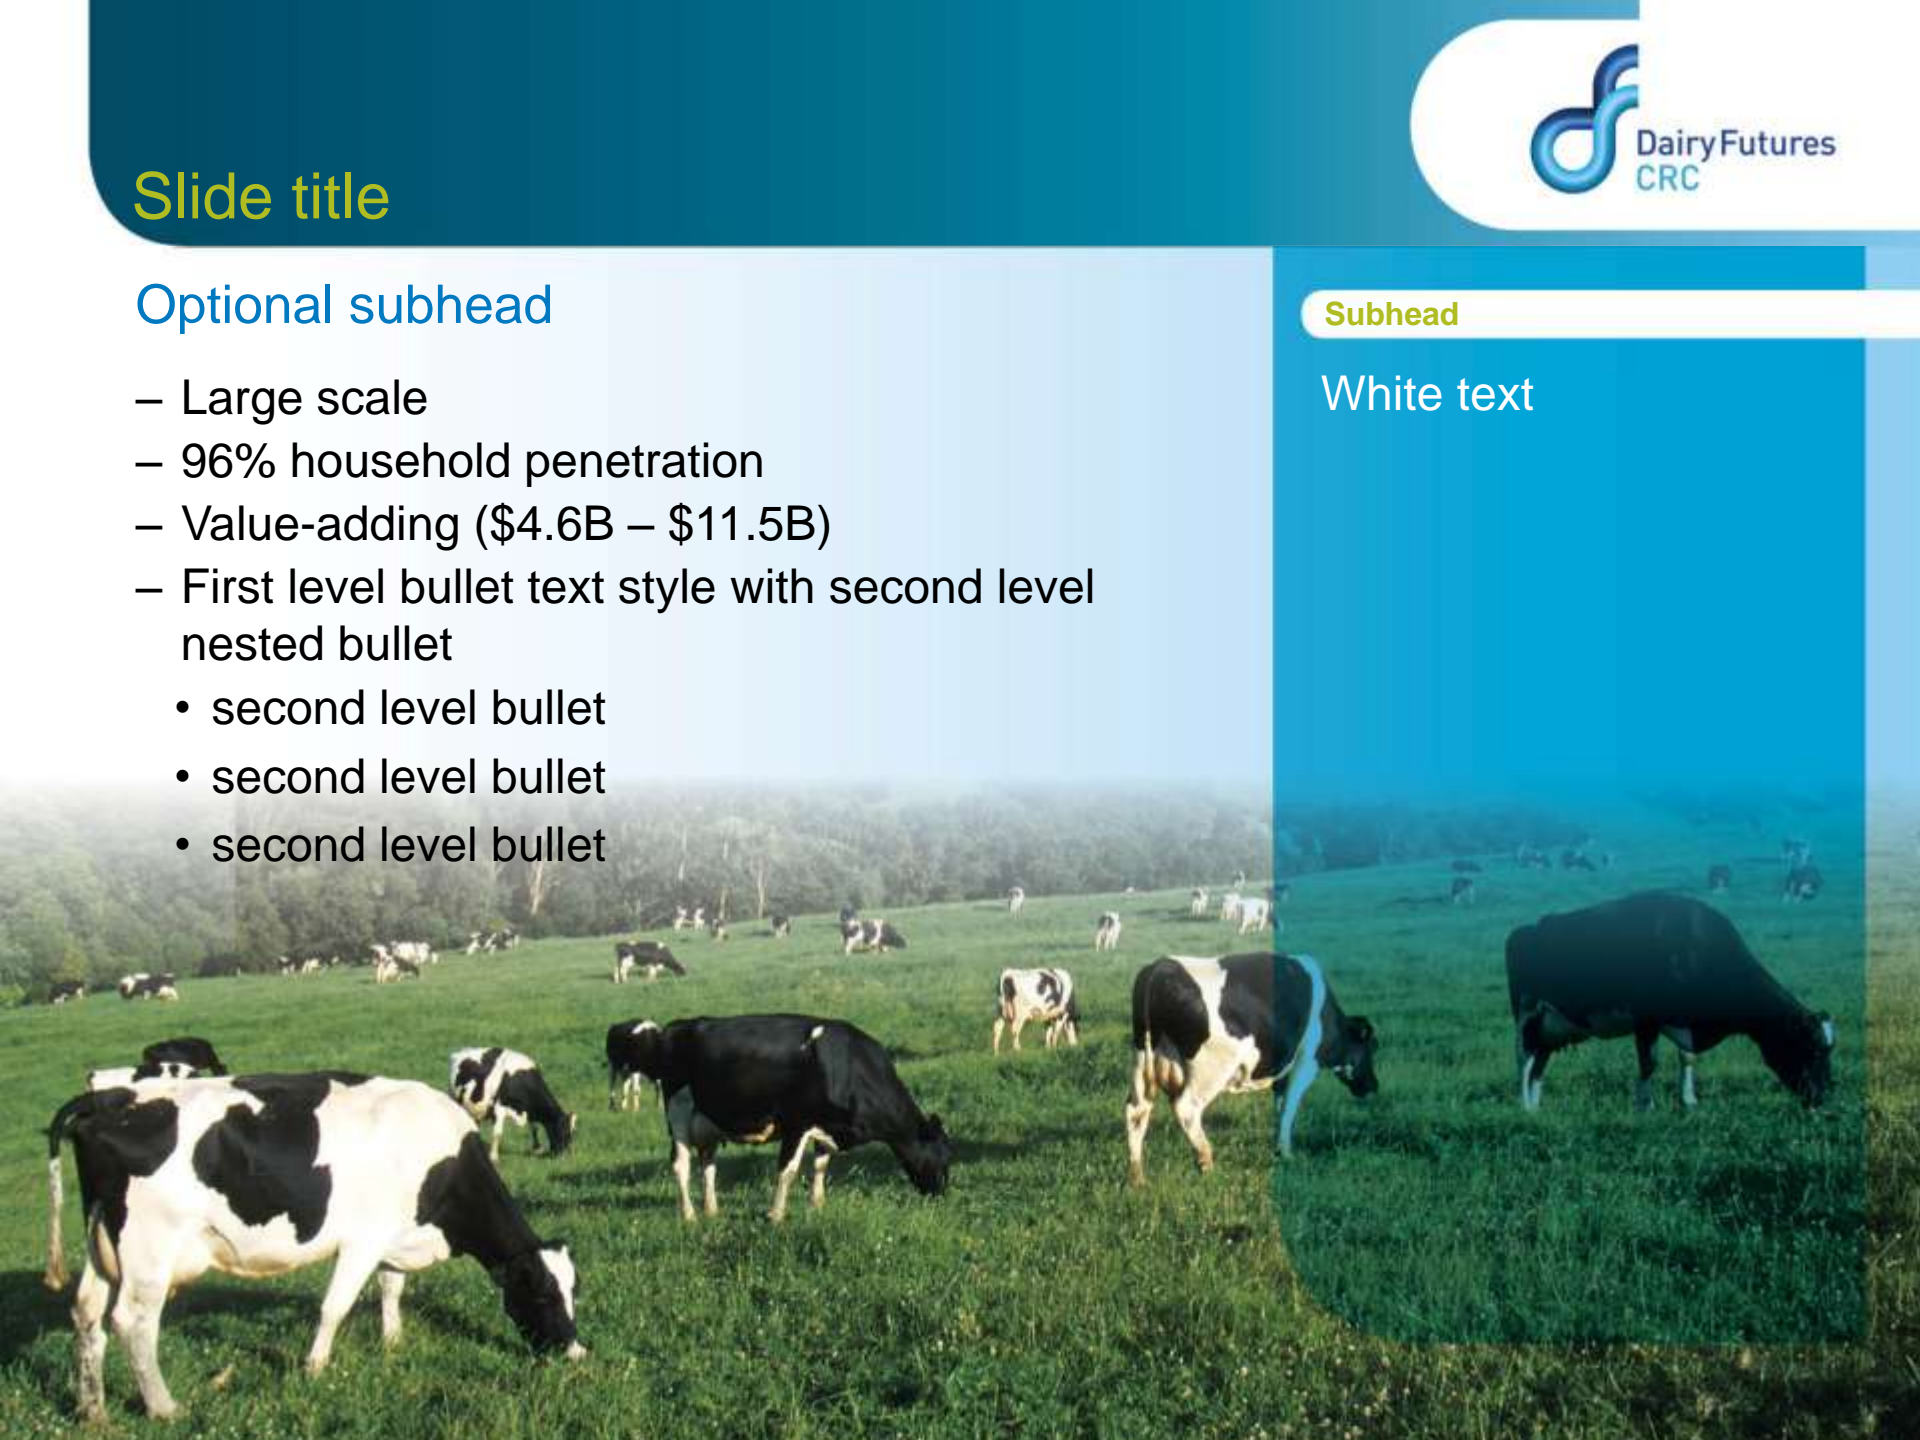 DairyFutures
CRC
Slide title
Optional subhead
– Large scale
– 96% household penetration
– Value-adding ($4.6B – $11.5B)
– First level bullet text style with second level
nested bullet
• second level bullet
• second level bullet
• second level bullet
Subhead
White text